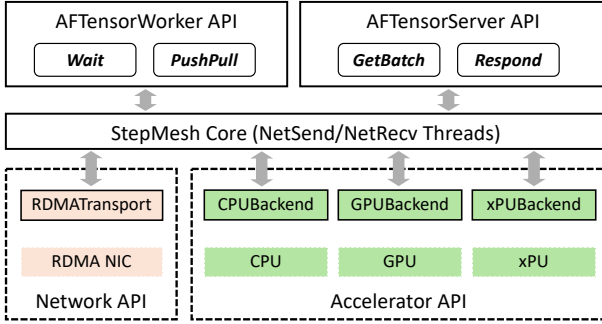 AFTensorWorker API
AFTensorServer API
Wait
PushPull
GetBatch
Respond
StepMesh Core (NetSend/NetRecv Threads)
RDMATransport
CPUBackend
GPUBackend
xPUBackend
RDMA NIC
CPU
GPU
xPU
Network API
Accelerator API